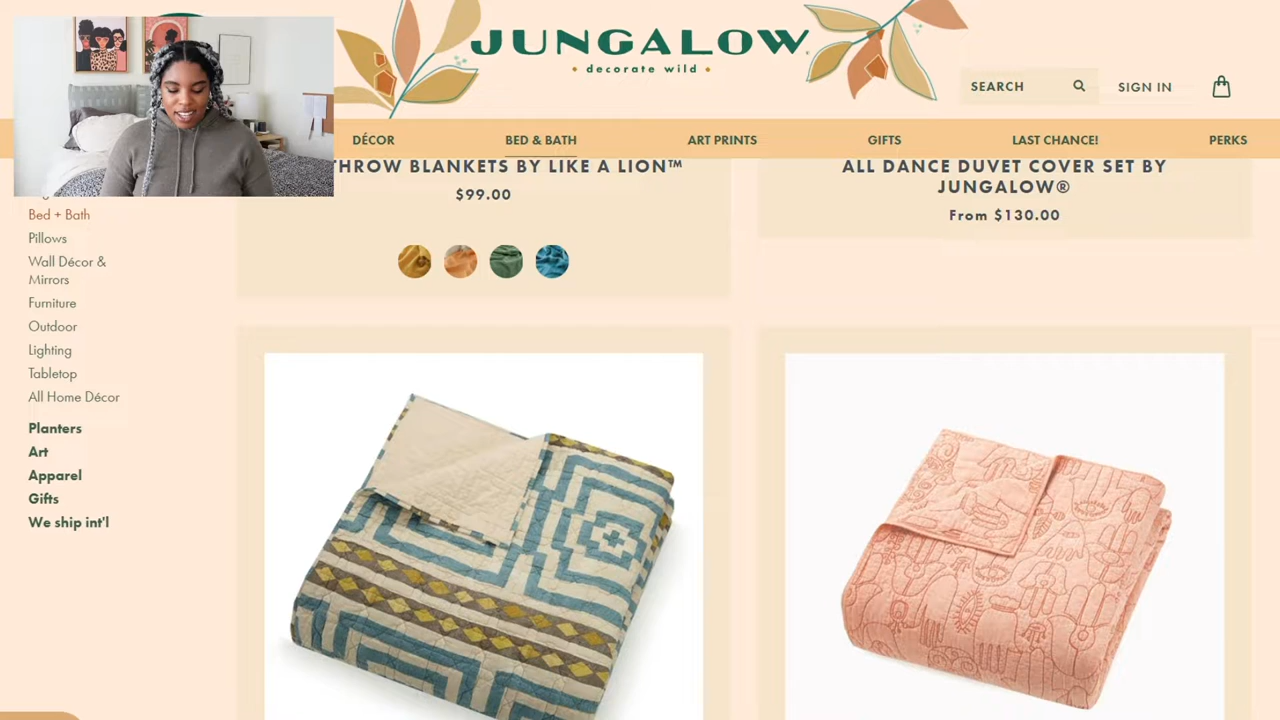 JUNGALOW
• decorate wild •
SEARCH
SIGN IN
DÉCOR
BED & BATH
ART PRINTS
GIFTS
LAST CHANCE!
PERKS
THROW BLANKETS BY LIKE A LION™
$99.00
ALL DANCE DUVET COVER SET BY
JUNGALOW®
From $130.00
Bed + Bath
Pillows
Wall Décor &
Mirrors
Furniture
Outdoor
Lighting
Tabletop
All Home Décor
Planters
Art
Apparel
Gifts
We ship int'l